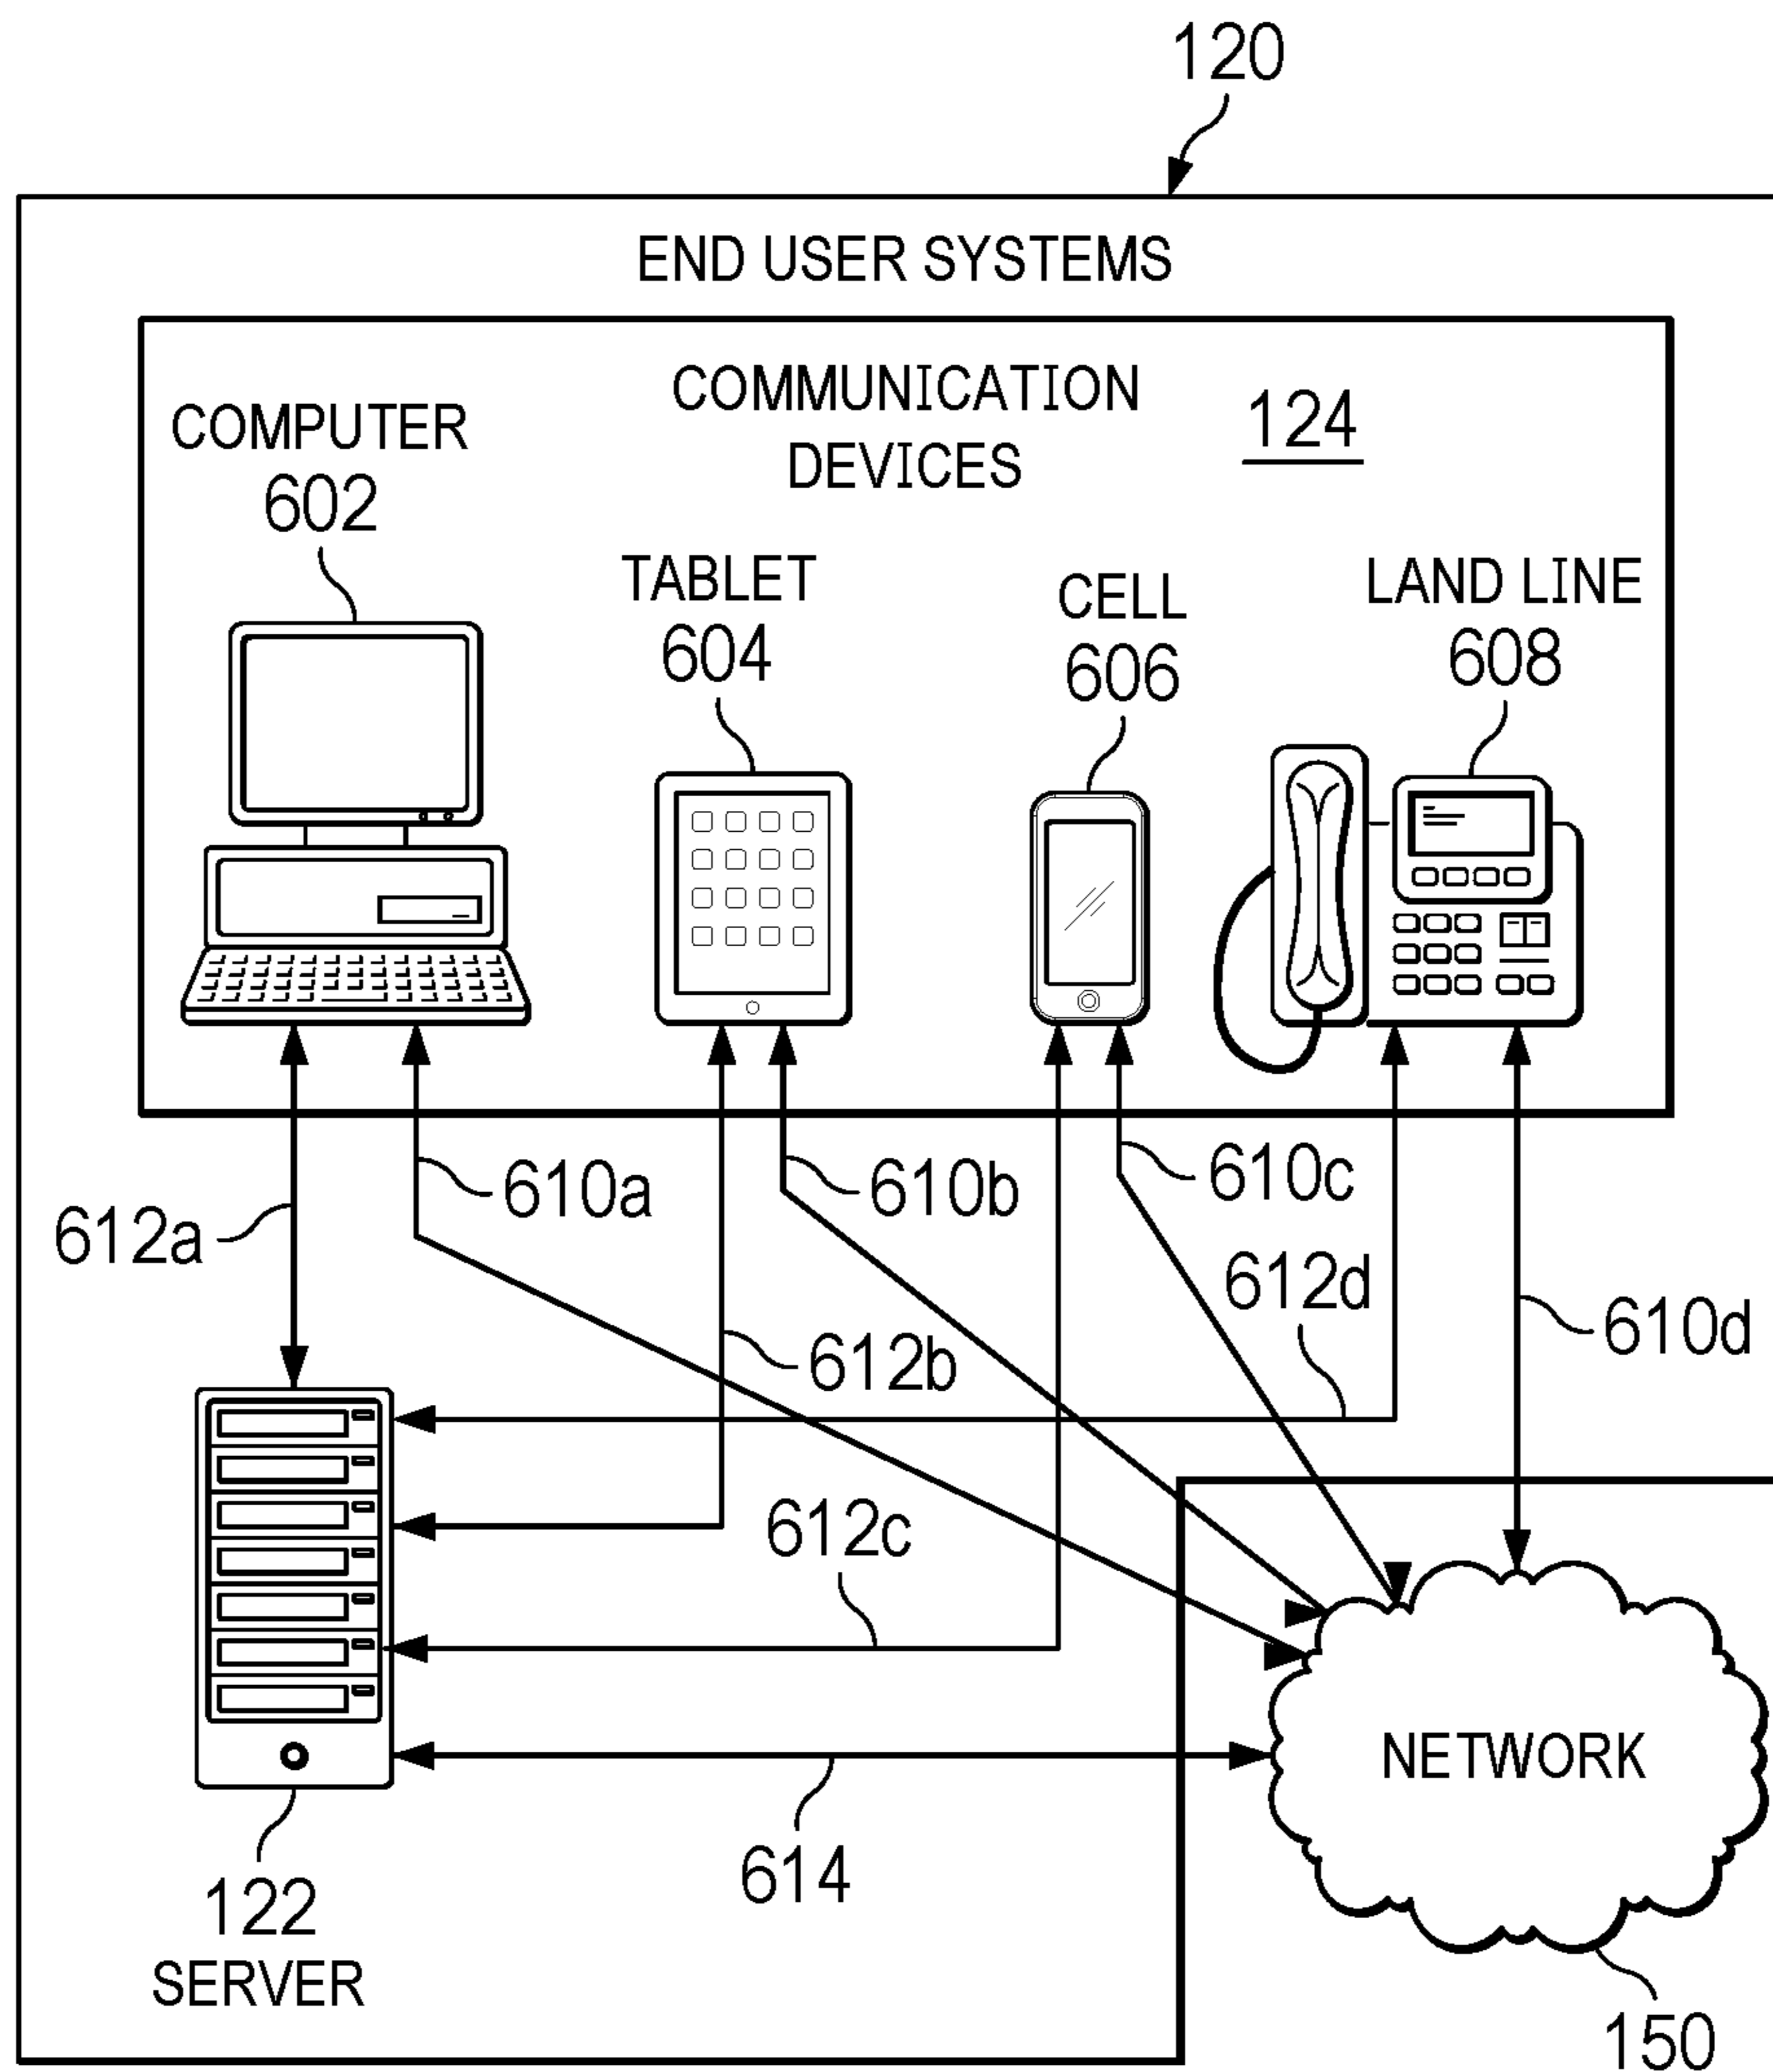 120
END USER SYSTEMS
COMMUNICATION
DEVICES
124
COMPUTER
602
TABLET
604
CELL
606
LAND LINE
608
610a
610b
610c
612a
612d
610d
612b
612c
NETWORK
614
122
SERVER
150